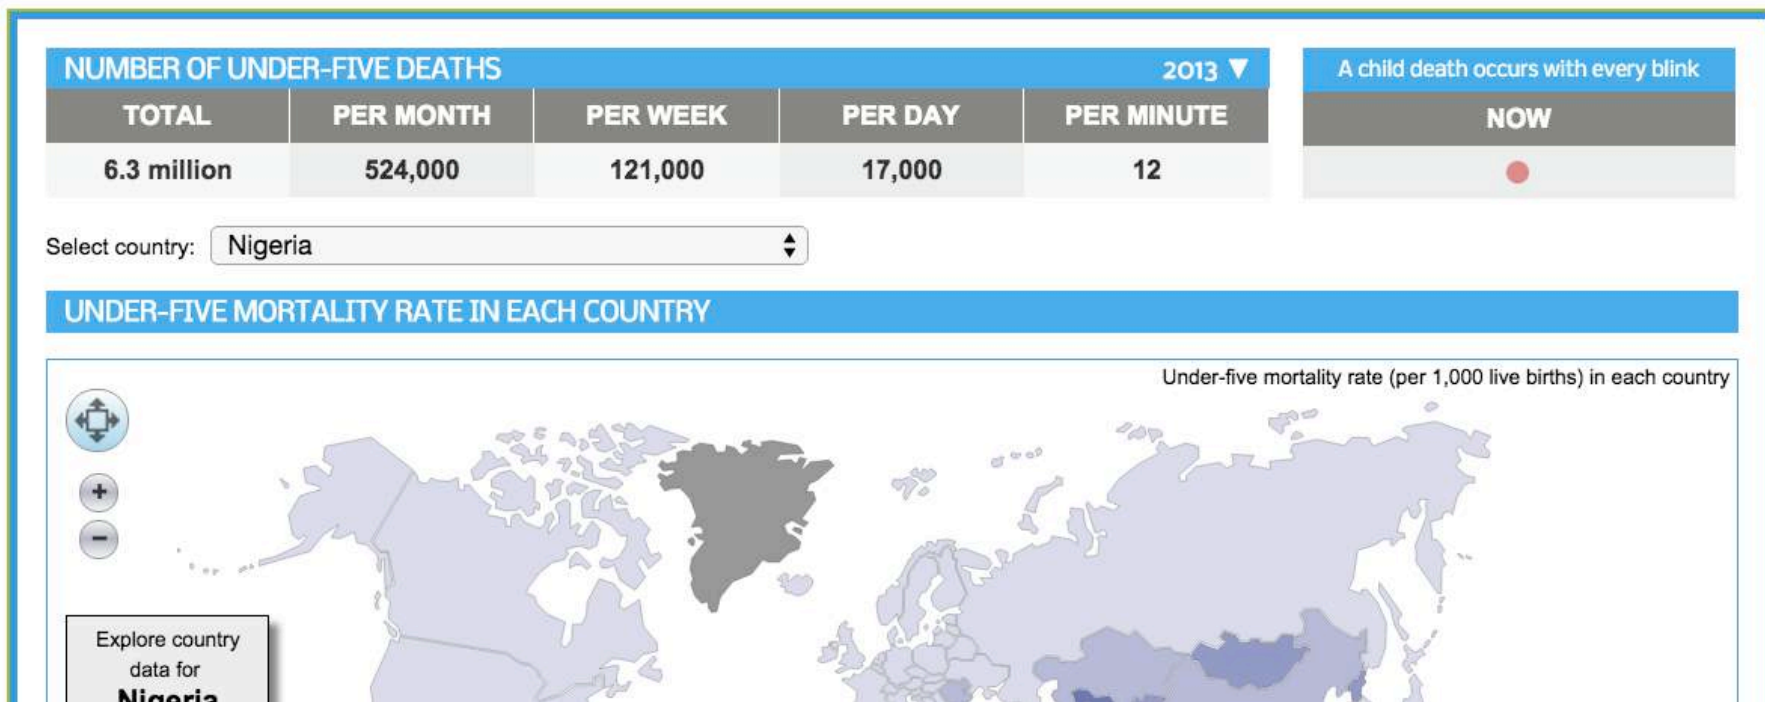 NUMBER OF UNDER-FIVE DEATHS 2013 ▼
TOTAL PER MONTH PER WEEK PER DAY PER MINUTE
6.3 million 524,000 121,000 17,000 12
A child death occurs with every blink
NOW
Select country: Nigeria
UNDER-FIVE MORTALITY RATE IN EACH COUNTRY
Under-five mortality rate (per 1,000 live births) in each country
+
−
Explore country
data for
Nigeria